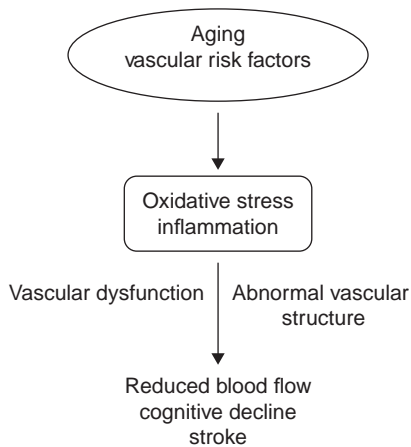 Aging
vascular risk factors
Oxidative stress
inflammation
Vascular dysfunction
Abnormal vascular
structure
Reduced blood flow
cognitive decline
stroke